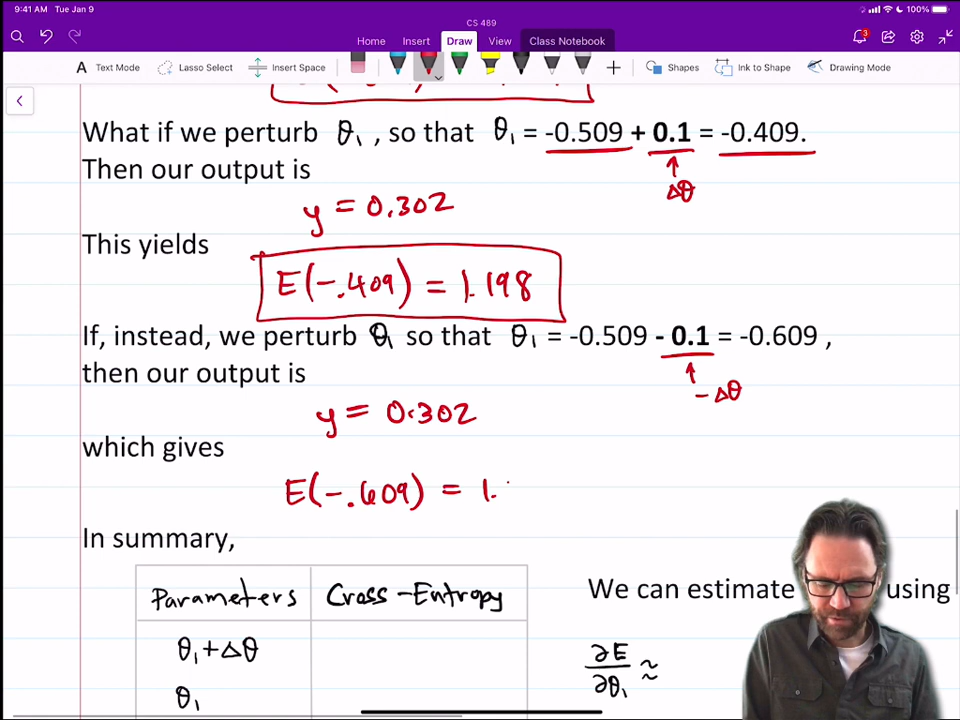 9:41 AM Tue Jan 9
100%
CS 489
Home Insert Draw View Class Notebook
3
A Text Mode Lasso Select Insert Space Shapes Ink to Shape Drawing Mode
What if we perturb θ₁ , so that θ₁ = -0.509 + 0.1 = -0.409.
Δθ
Then our output is
y = 0.302
This yields
E(-.409) = 1.198
If, instead, we perturb θ₁ so that θ₁ = -0.509 - 0.1 = -0.609 ,
-Δθ
then our output is
y = 0.302
which gives
E(-.609) = 1.
In summary,
Parameters Cross-Entropy
We can estimate using
θ₁+Δθ
∂E/∂θ₁ ≈
θ₁